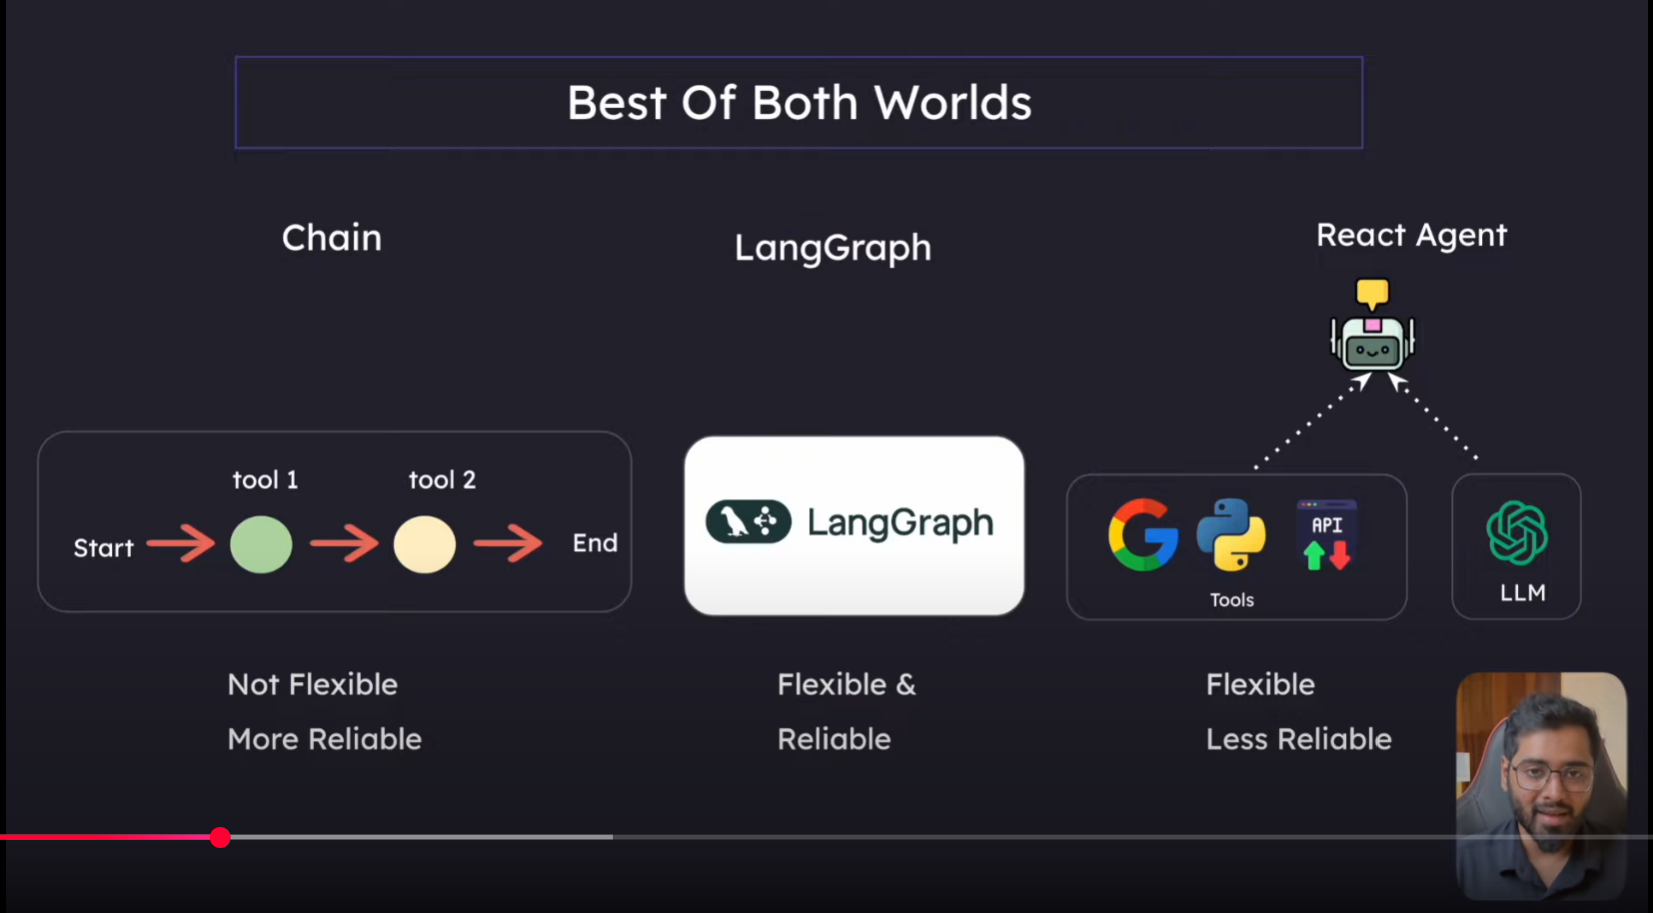 Best Of Both Worlds
Chain
LangGraph
React Agent
tool 1
tool 2
Start
End
LangGraph
API
Tools
LLM
Not Flexible
More Reliable
Flexible &
Reliable
Flexible
Less Reliable